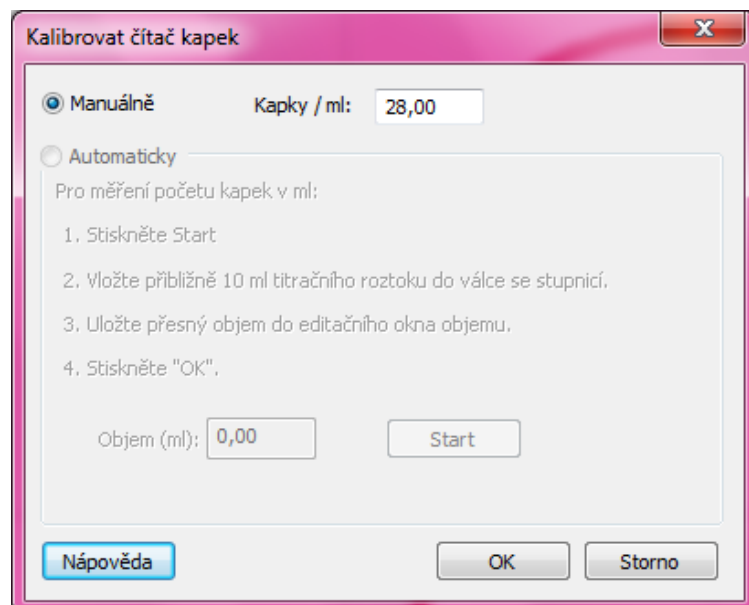 Kalibrovat čítač kapek
Manuálně Kapky / ml: 28,00
Automaticky
Pro měření početu kapek v ml:
1. Stiskněte Start
2. Vložte přibližně 10 ml titračního roztoku do válce se stupnicí.
3. Uložte přesný objem do editačního okna objemu.
4. Stiskněte "OK".
Objem (ml): 0,00 Start
Nápověda OK Storno